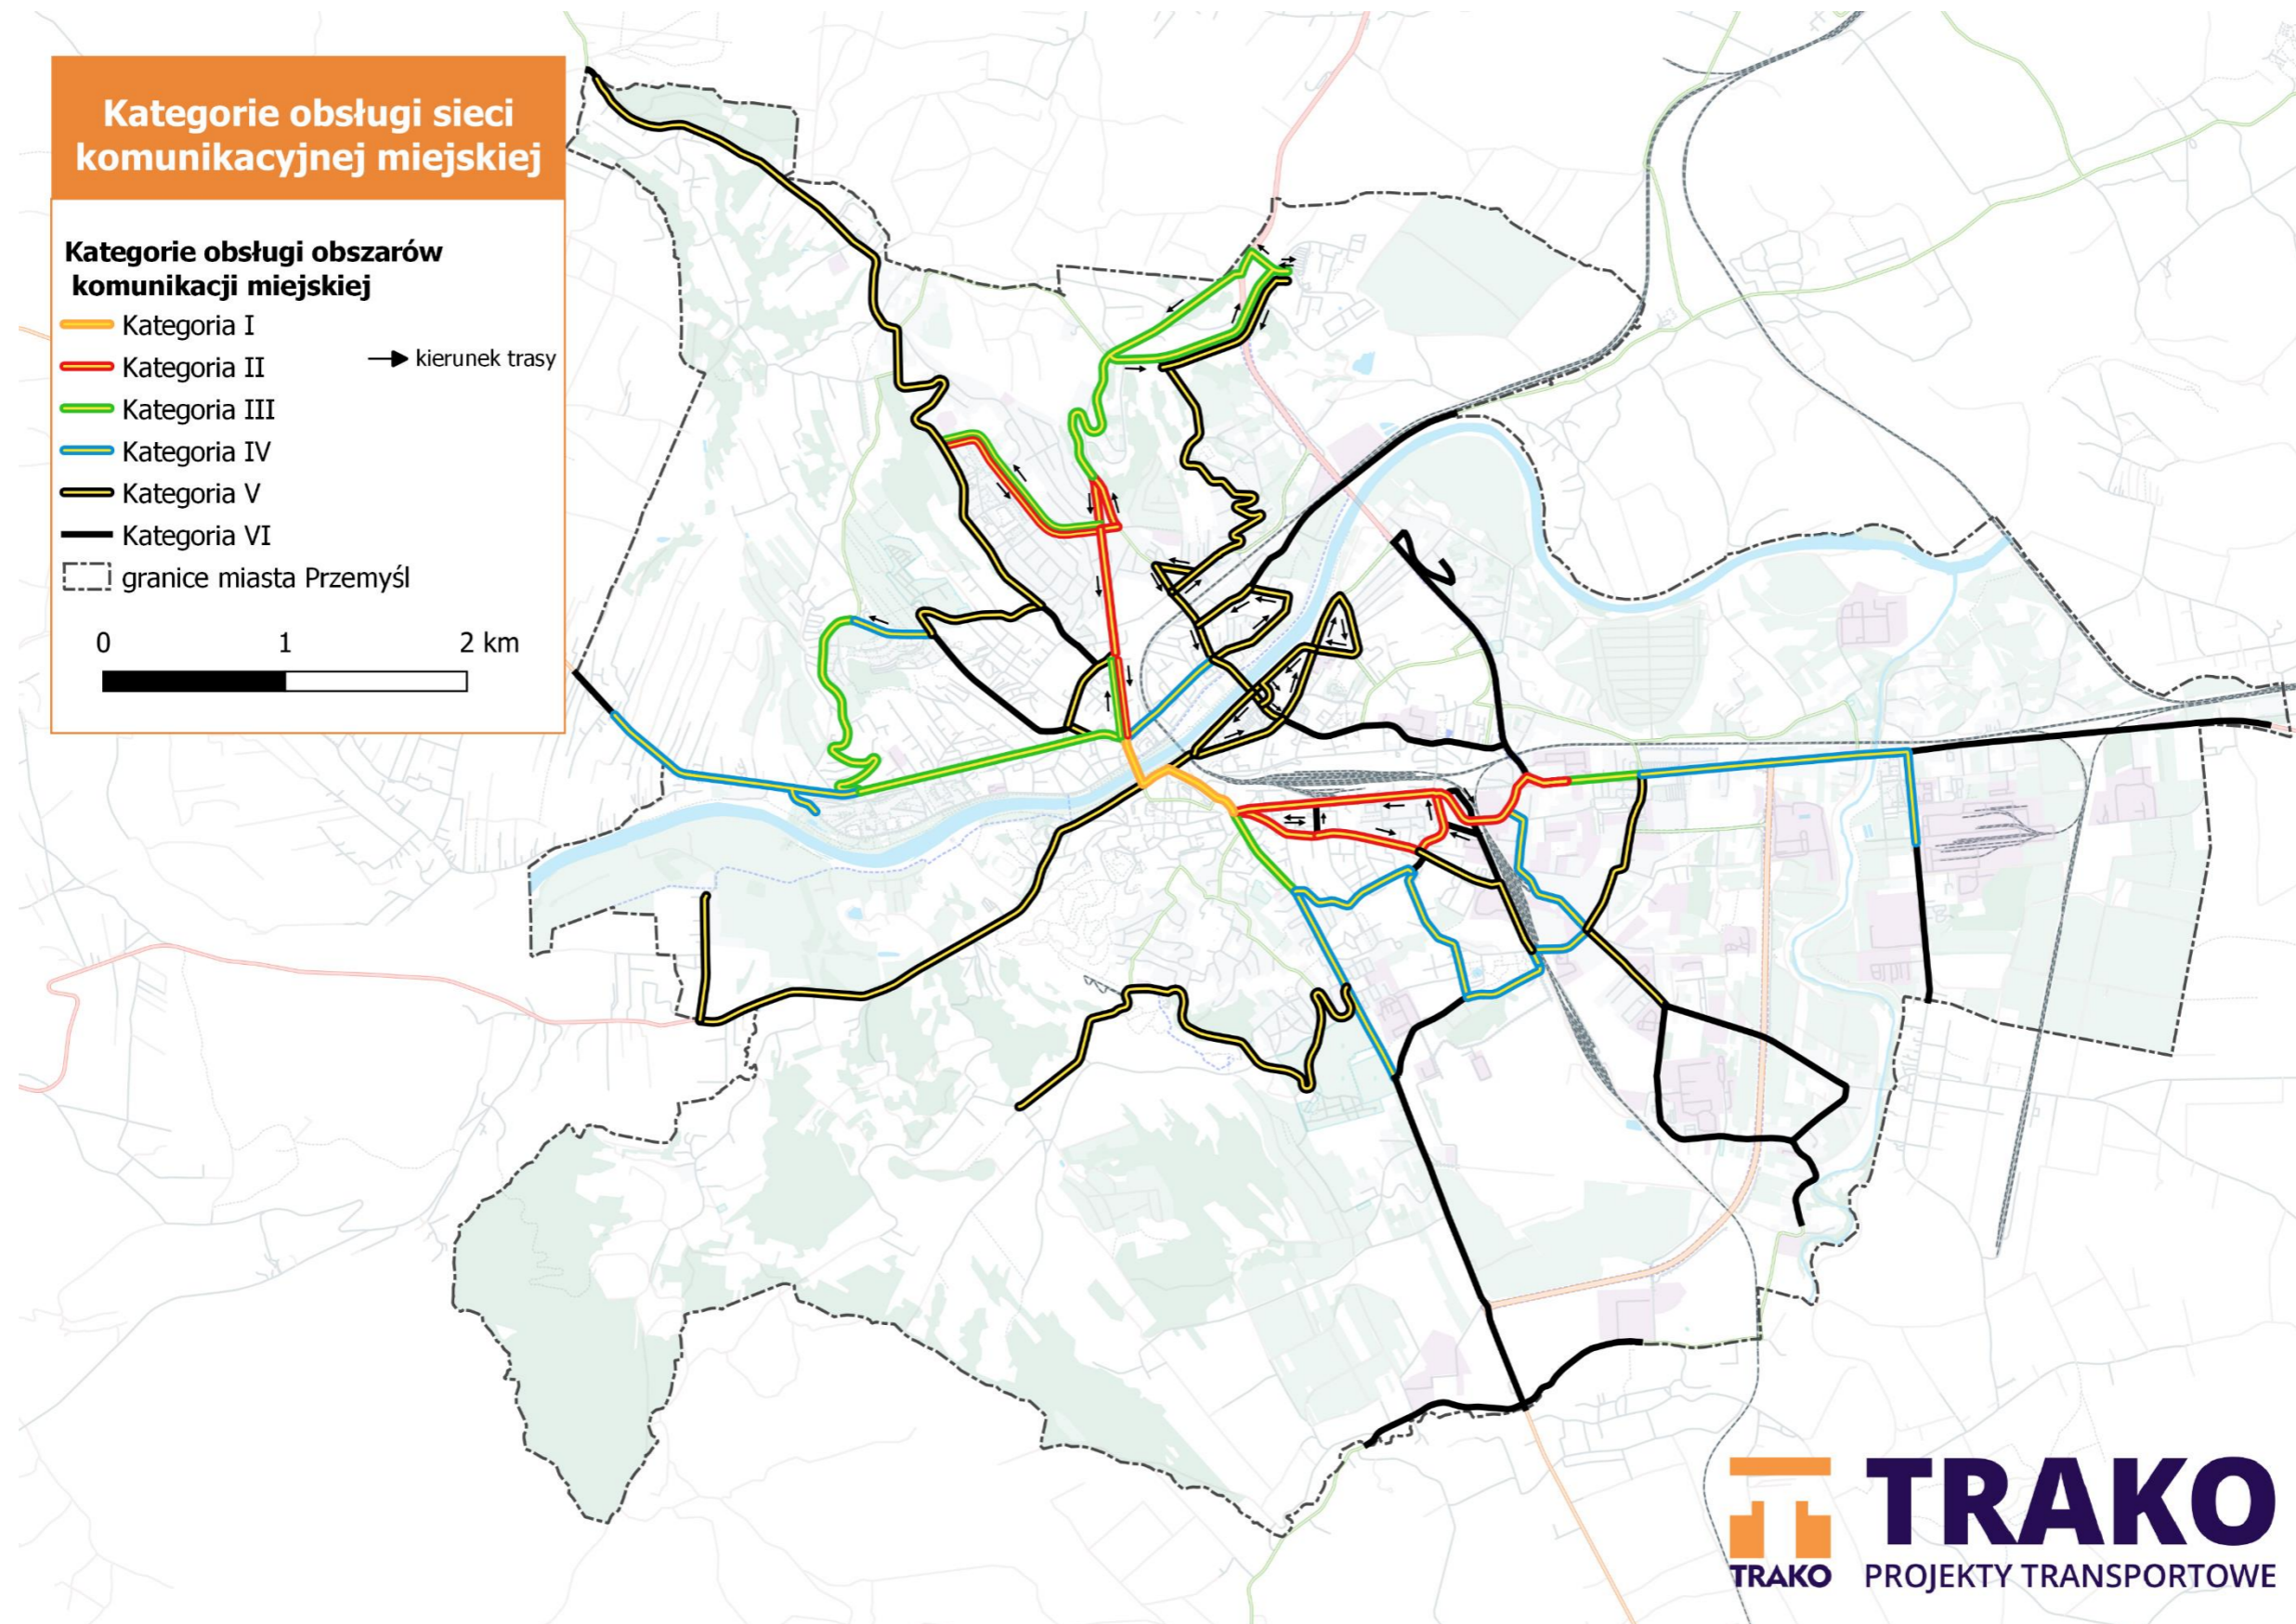 Kategorie obsługi sieci
komunikacyjnej miejskiej
Kategorie obsługi obszarów
komunikacji miejskiej
Kategoria I
Kategoria II
kierunek trasy
Kategoria III
Kategoria IV
Kategoria V
Kategoria VI
granice miasta Przemyśl
0 1 2 km
TRAKO
TRAKO
PROJEKTY TRANSPORTOWE